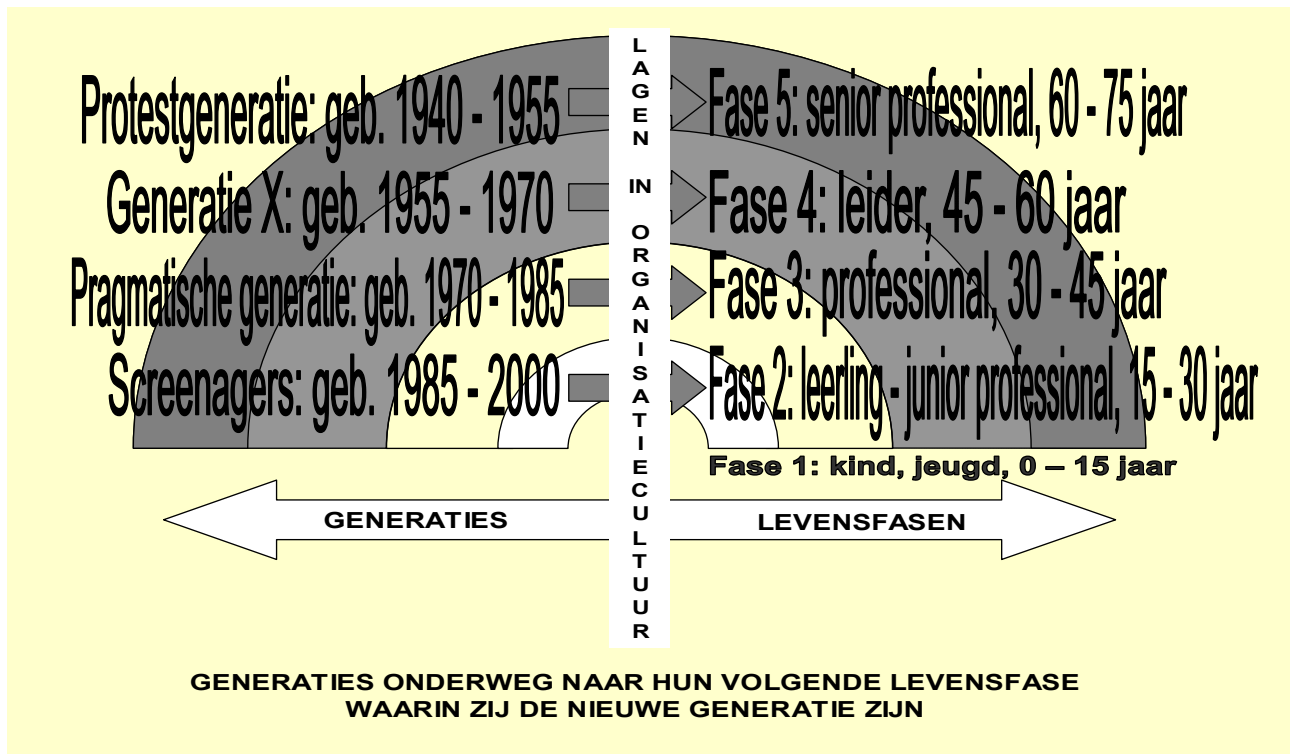 Protestgeneratie: geb. 1940 - 1955
Fase 5: senior professional, 60 - 75 jaar
Generatie X: geb. 1955 - 1970
Fase 4: leider, 45 - 60 jaar
Pragmatische generatie: geb. 1970 - 1985
Fase 3: professional, 30 - 45 jaar
Screenagers: geb. 1985 - 2000
Fase 2: leerling - junior professional, 15 - 30 jaar
Fase 1: kind, jeugd, 0 – 15 jaar
LAGEN IN ORGANISATIECULTUUR
GENERATIES
LEVENSFASEN
GENERATIES ONDERWEG NAAR HUN VOLGENDE LEVENSFASE
WAARIN ZIJ DE NIEUWE GENERATIE ZIJN